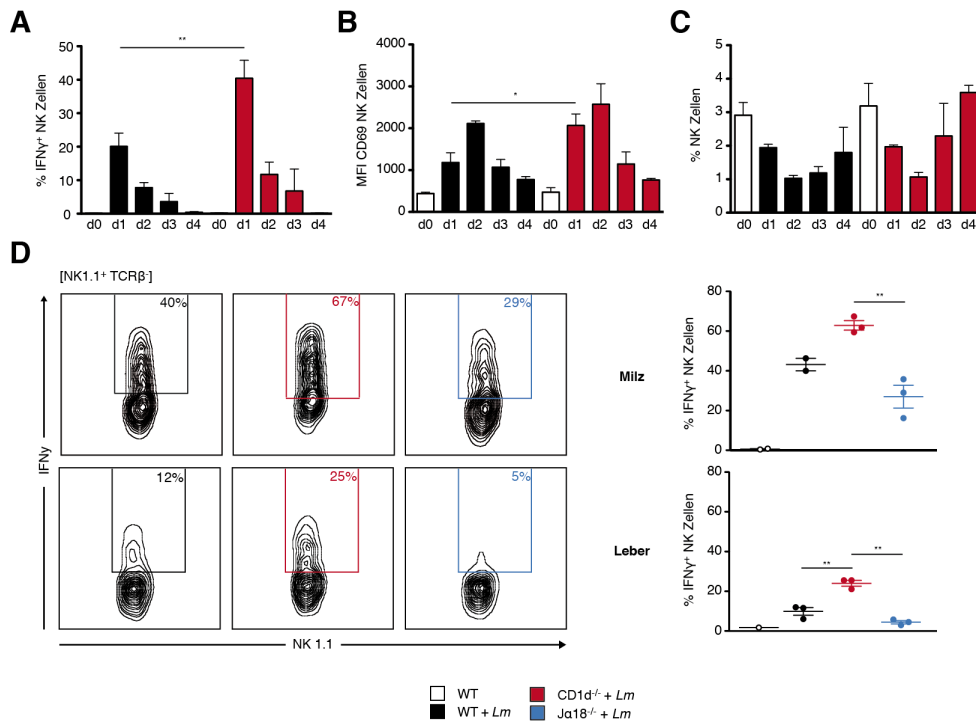 A
B
C
**
50
40
30
20
10
0
% IFNγ⁺ NK Zellen
d0 d1 d2 d3 d4 d0 d1 d2 d3 d4
*
4000
3000
2000
1000
0
MFI CD69 NK Zellen
d0 d1 d2 d3 d4 d0 d1 d2 d3 d4
5
4
3
2
1
0
% NK Zellen
d0 d1 d2 d3 d4 d0 d1 d2 d3 d4
D
[NK1.1⁺ TCRβ⁻]
40% 67% 29%
Milz
12% 25% 5%
Leber
IFNγ
NK 1.1
**
80
60
40
20
0
% IFNγ⁺ NK Zellen
** **
80
60
40
20
0
% IFNγ⁺ NK Zellen
WT
WT + Lm
CD1d⁻/⁻ + Lm
Jα18⁻/⁻ + Lm